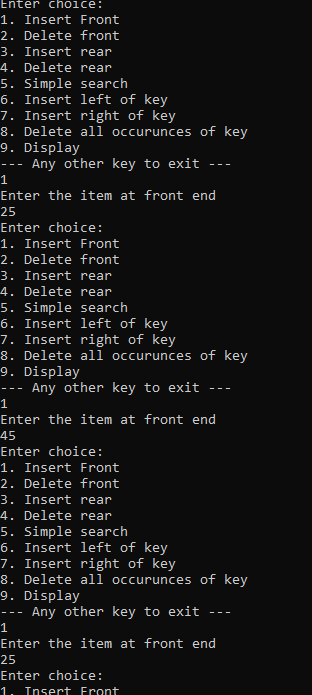 Enter choice:
1. Insert Front
2. Delete front
3. Insert rear
4. Delete rear
5. Simple search
6. Insert left of key
7. Insert right of key
8. Delete all occurunces of key
9. Display
--- Any other key to exit ---
1
Enter the item at front end
25
Enter choice:
1. Insert Front
2. Delete front
3. Insert rear
4. Delete rear
5. Simple search
6. Insert left of key
7. Insert right of key
8. Delete all occurunces of key
9. Display
--- Any other key to exit ---
1
Enter the item at front end
45
Enter choice:
1. Insert Front
2. Delete front
3. Insert rear
4. Delete rear
5. Simple search
6. Insert left of key
7. Insert right of key
8. Delete all occurunces of key
9. Display
--- Any other key to exit ---
1
Enter the item at front end
25
Enter choice:
1. Insert Front